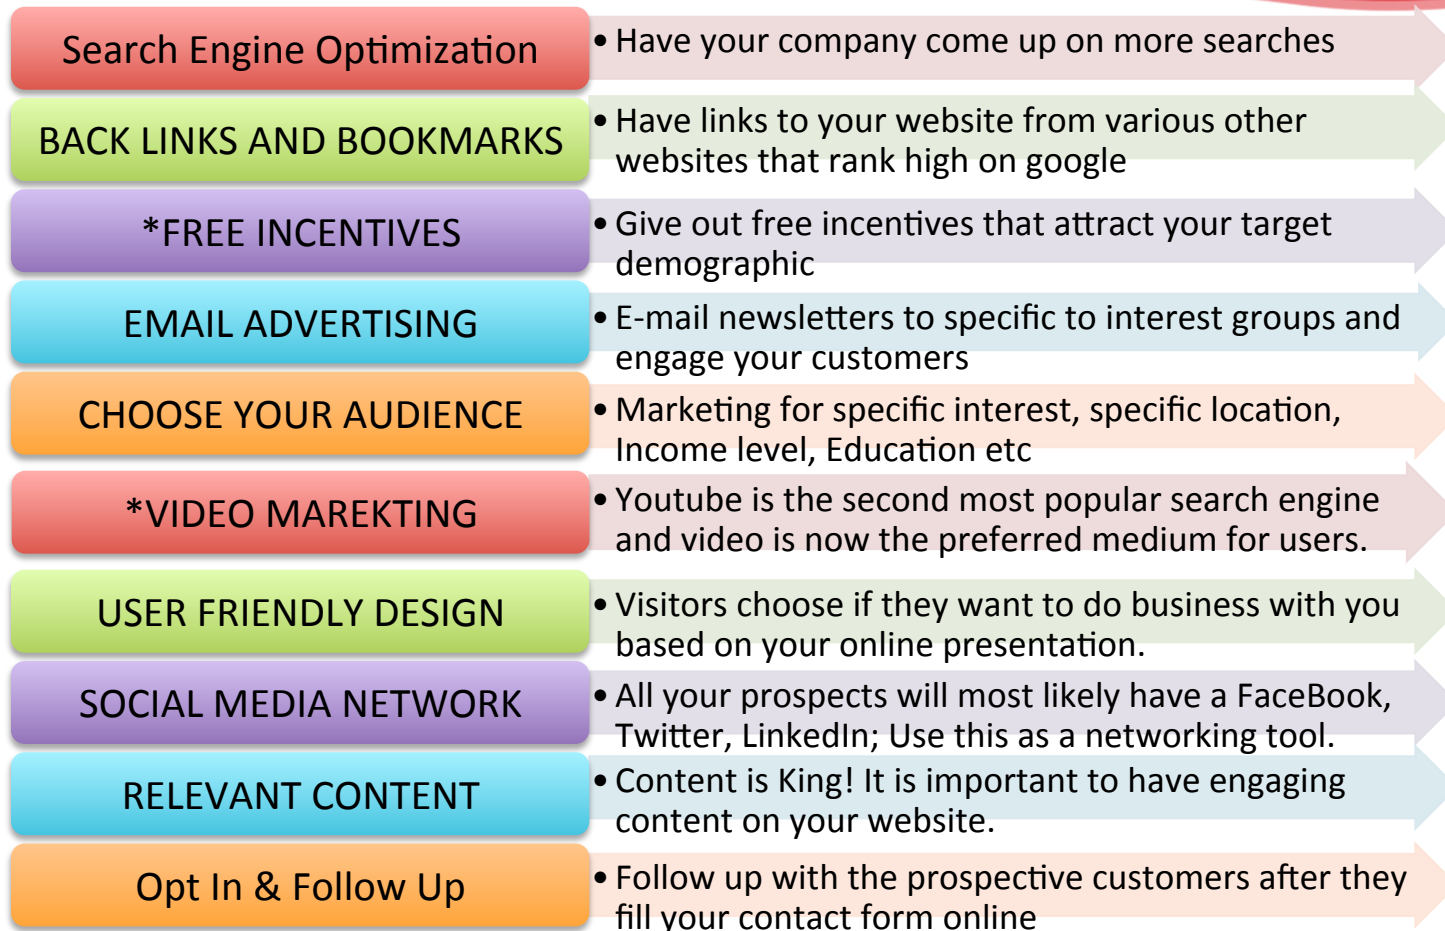 Search Engine Optimization
• Have your company come up on more searches
BACK LINKS AND BOOKMARKS
• Have links to your website from various other
websites that rank high on google
*FREE INCENTIVES
• Give out free incentives that attract your target
demographic
EMAIL ADVERTISING
• E-mail newsletters to specific to interest groups and
engage your customers
CHOOSE YOUR AUDIENCE
• Marketing for specific interest, specific location,
Income level, Education etc
*VIDEO MAREKTING
• Youtube is the second most popular search engine
and video is now the preferred medium for users.
USER FRIENDLY DESIGN
• Visitors choose if they want to do business with you
based on your online presentation.
SOCIAL MEDIA NETWORK
• All your prospects will most likely have a FaceBook,
Twitter, LinkedIn; Use this as a networking tool.
RELEVANT CONTENT
• Content is King! It is important to have engaging
content on your website.
Opt In & Follow Up
• Follow up with the prospective customers after they
fill your contact form online